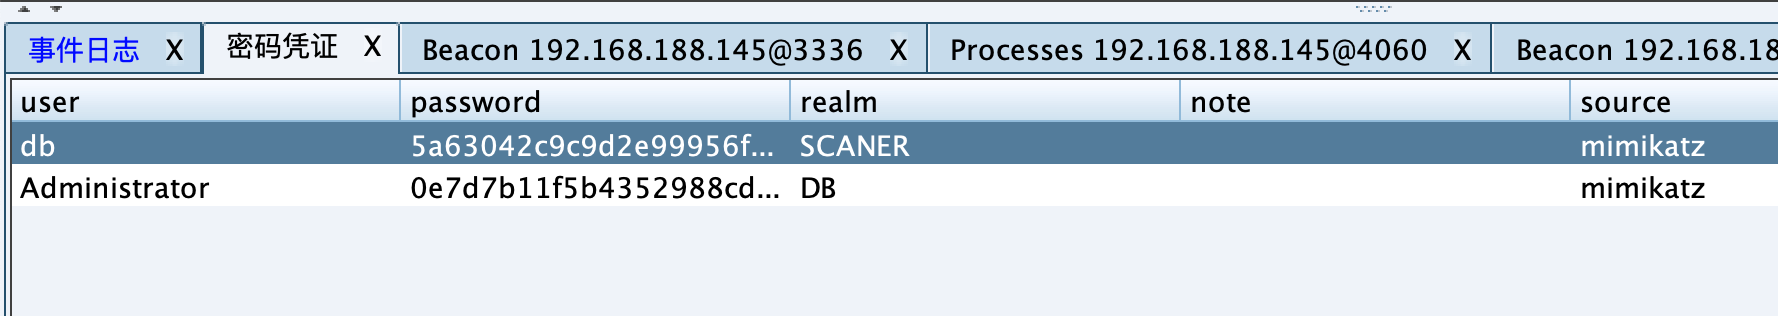 事件日志 X 密码凭证 X Beacon 192.168.188.145@3336 X Processes 192.168.188.145@4060 X Beacon 192.168.18
user password realm note source
db 5a63042c9c9d2e99956f... SCANER mimikatz
Administrator 0e7d7b11f5b4352988cd... DB mimikatz